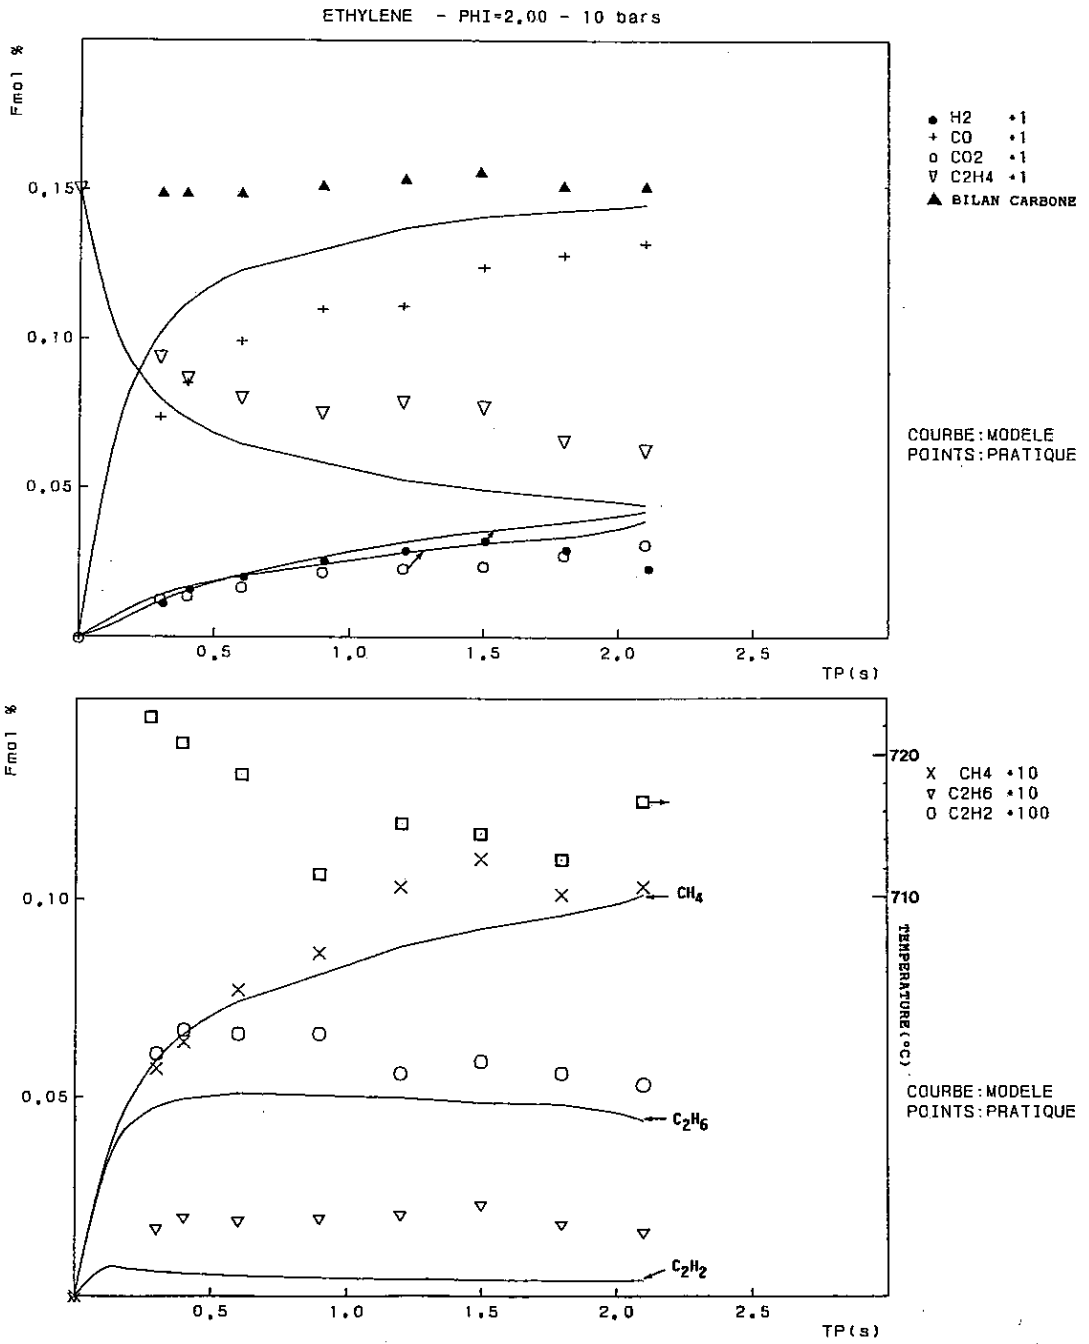 ETHYLENE - PHI=2.00 - 10 bars
Fmol %
0.15
0.10
0.05
0.5
1.0
1.5
2.0
2.5
TP(s)
H2 *1
CO *1
CO2 *1
C2H4 *1
BILAN CARBONE
COURBE:MODELE
POINTS:PRATIQUE
Fmol %
0.10
0.05
720
710
TEMPERATURE(°C)
CH4
C2H6
C2H2
0.5
1.0
1.5
2.0
2.5
TP(s)
CH4 *10
C2H6 *10
C2H2 *100
COURBE:MODELE
POINTS:PRATIQUE